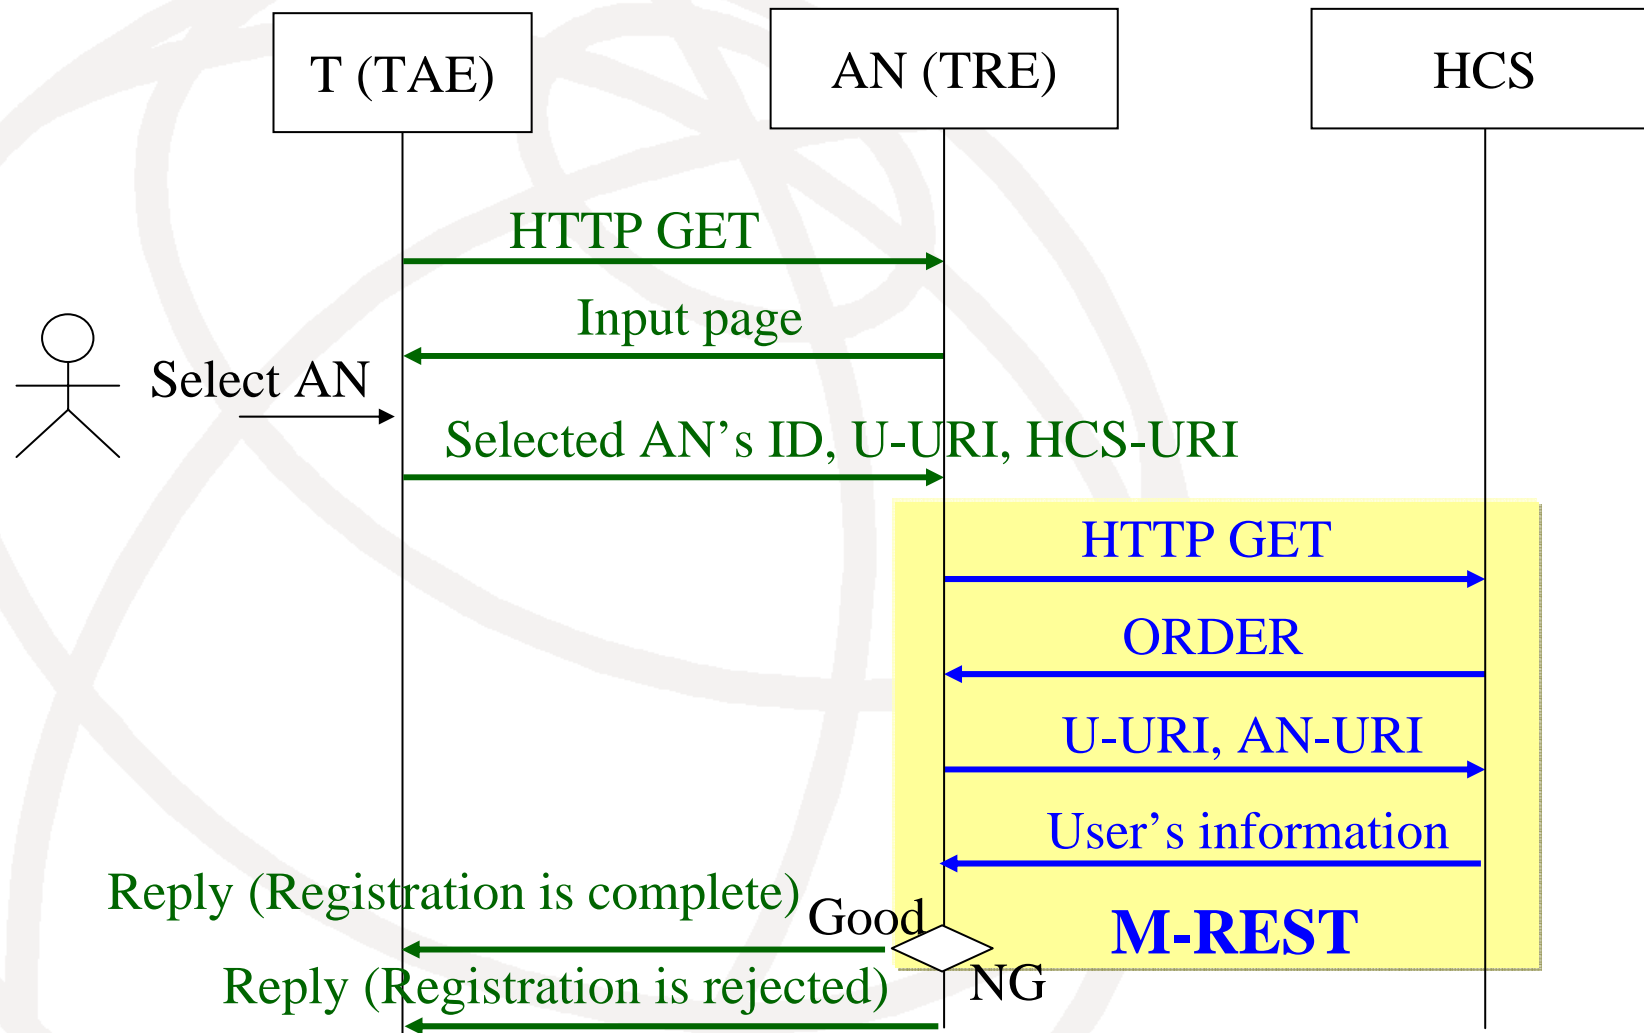 T (TAE)
AN (TRE)
HCS
HTTP GET
Input page
Select AN
Selected AN’s ID, U-URI, HCS-URI
HTTP GET
ORDER
U-URI, AN-URI
User’s information
Reply (Registration is complete)
Good
M-REST
Reply (Registration is rejected)
NG